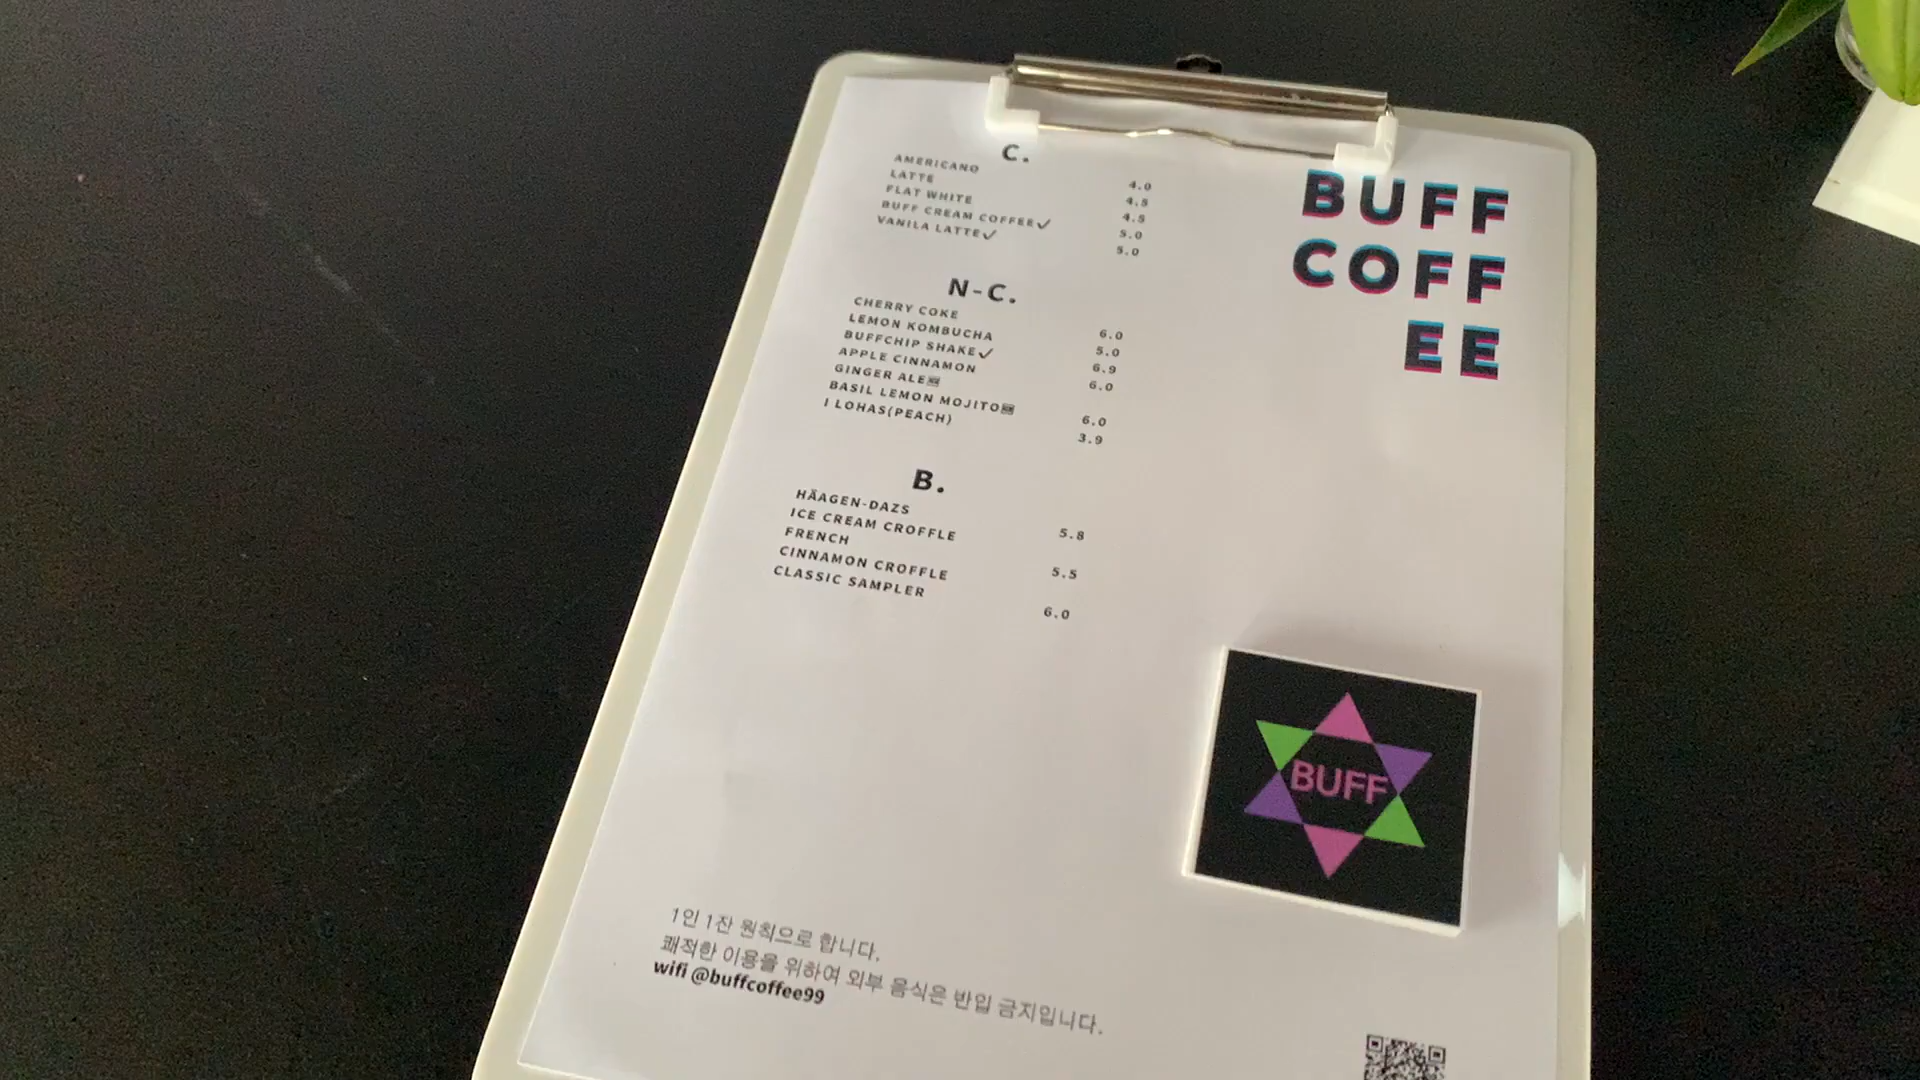 C.
AMERICANO 4.0
LATTE 4.5
FLAT WHITE 4.5
BUFF CREAM COFFEE✓ 5.0
VANILA LATTE✓ 5.0
N-C.
CHERRY COKE 6.0
LEMON KOMBUCHA 5.0
BUFFCHIP SHAKE✓ 6.9
APPLE CINNAMON 6.0
GINGER ALE
BASIL LEMON MOJITO 6.0
I LOHAS(PEACH) 3.9
B.
HÄAGEN-DAZS
ICE CREAM CROFFLE 5.8
FRENCH
CINNAMON CROFFLE 5.5
CLASSIC SAMPLER 6.0
BUFF
COFF
EE
BUFF
1인 1잔 원칙으로 합니다.
쾌적한 이용을 위하여 외부 음식은 반입 금지입니다.
wifi @buffcoffee99